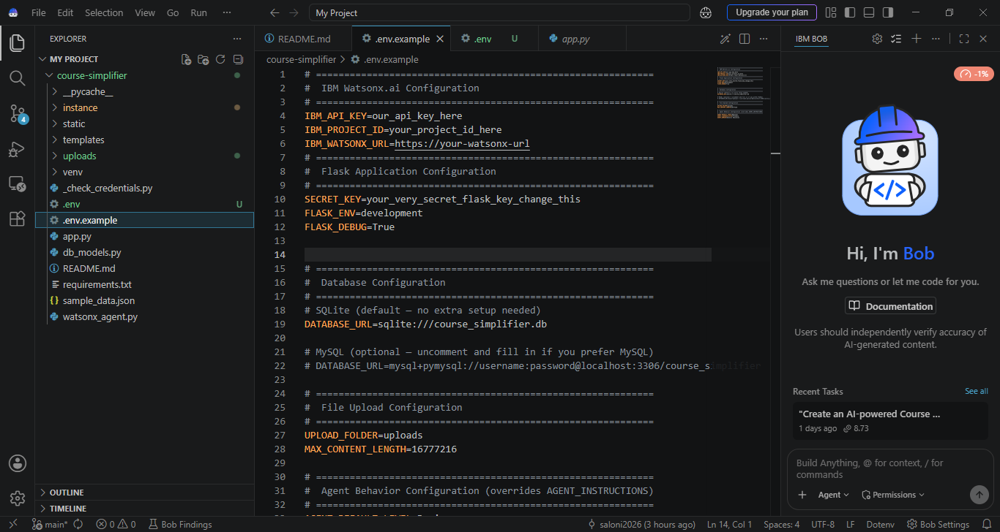 File Edit Selection View Go Run ···
My Project
Upgrade your plan
EXPLORER
MY PROJECT
course-simplifier
__pycache__
instance
static
templates
uploads
venv
_check_credentials.py
.env U
.env.example
app.py
db_models.py
README.md
requirements.txt
sample_data.json
watsonx_agent.py
OUTLINE
TIMELINE
4
README.md
.env.example
.env U
app.py
course-simplifier > .env.example
1 # ============================================================
2 #  IBM Watsonx.ai Configuration
3 # ============================================================
4 IBM_API_KEY=our_api_key_here
5 IBM_PROJECT_ID=your_project_id_here
6 IBM_WATSONX_URL=https://your-watsonx-url
7 # ============================================================
8 #  Flask Application Configuration
9 # ============================================================
10 SECRET_KEY=your_very_secret_flask_key_change_this
11 FLASK_ENV=development
12 FLASK_DEBUG=True
13
14
15 # ============================================================
16 #  Database Configuration
17 # ============================================================
18 # SQLite (default — no extra setup needed)
19 DATABASE_URL=sqlite:///course_simplifier.db
20
21 # MySQL (optional — uncomment and fill in if you prefer MySQL)
22 # DATABASE_URL=mysql+pymysql://username:password@localhost:3306/course_simplifier
23
24 # ============================================================
25 #  File Upload Configuration
26 # ============================================================
27 UPLOAD_FOLDER=uploads
28 MAX_CONTENT_LENGTH=16777216
29
30 # ============================================================
31 #  Agent Behavior Configuration (overrides AGENT_INSTRUCTIONS)
32 # ============================================================
IBM BOB
-1%
</>
Hi, I'm Bob
Ask me questions or let me code for you.
Documentation
Users should independently verify accuracy of
AI-generated content.
Recent Tasks See all
"Create an AI-powered Course ...
1 days ago 8.73
Build Anything, @ for context, / for
commands
Agent Permissions
main* 0 0 Bob Findings
saloni2026 (3 hours ago) Ln 14, Col 1 Spaces: 4 UTF-8 LF Dotenv Bob Settings